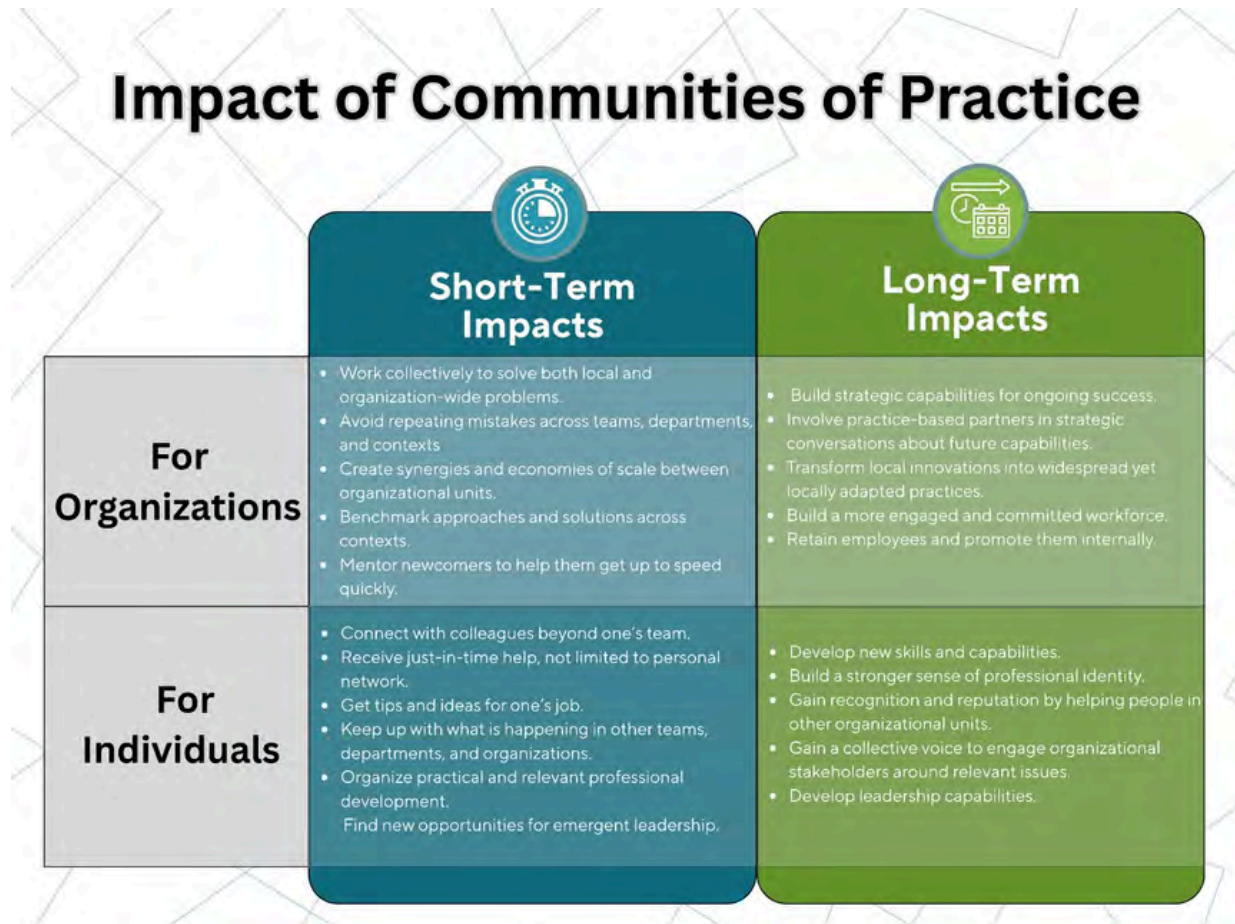 Impact of Communities of Practice
Short-Term
Impacts
Long-Term
Impacts
For
Organizations
• Work collectively to solve both local and
organization-wide problems.
• Avoid repeating mistakes across teams, departments,
and contexts
• Create synergies and economies of scale between
organizational units.
• Benchmark approaches and solutions across
contexts.
• Mentor newcomers to help them get up to speed
quickly.
• Build strategic capabilities for ongoing success.
• Involve practice-based partners in strategic
conversations about future capabilities.
• Transform local innovations into widespread yet
locally adapted practices.
• Build a more engaged and committed workforce.
• Retain employees and promote them internally.
For
Individuals
• Connect with colleagues beyond one's team.
• Receive just-in-time help, not limited to personal
network.
• Get tips and ideas for one's job.
• Keep up with what is happening in other teams,
departments, and organizations.
• Organize practical and relevant professional
development.
Find new opportunities for emergent leadership.
• Develop new skills and capabilities.
• Build a stronger sense of professional identity.
• Gain recognition and reputation by helping people in
other organizational units.
• Gain a collective voice to engage organizational
stakeholders around relevant issues.
• Develop leadership capabilities.